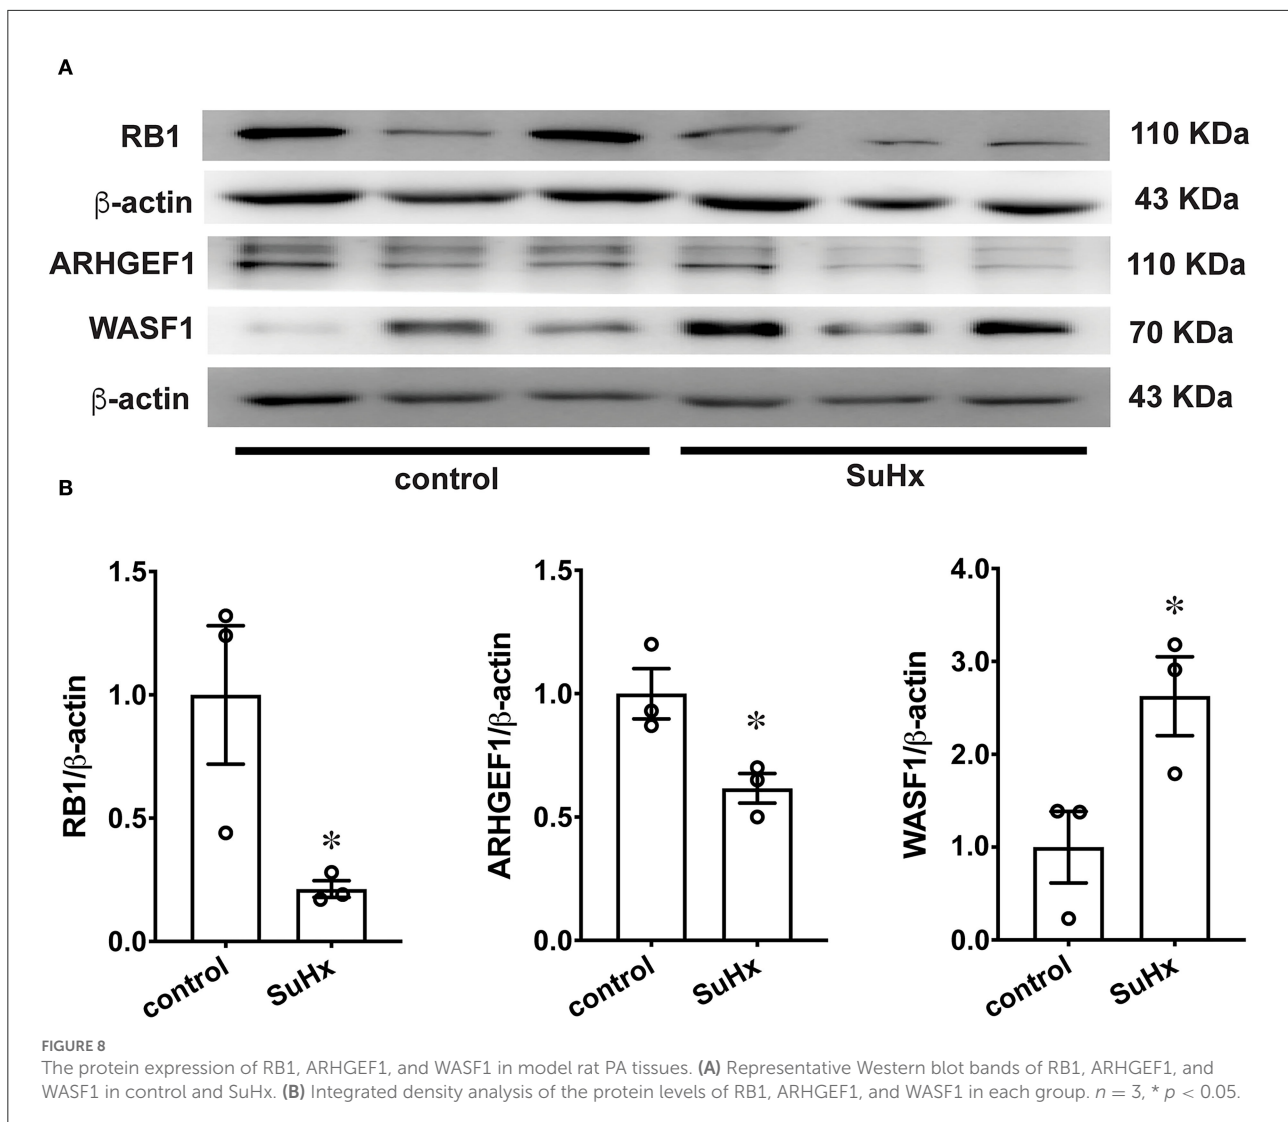 A
RB1 110 KDa
β-actin 43 KDa
ARHGEF1 110 KDa
WASF1 70 KDa
β-actin 43 KDa
control SuHx
B
RB1/β-actin
1.5
1.0
0.5
0.0
*
control SuHx
ARHGEF1/β-actin
1.5
1.0
0.5
0.0
*
control SuHx
WASF1/β-actin
4.0
3.0
2.0
1.0
0.0
*
control SuHx
FIGURE 8
The protein expression of RB1, ARHGEF1, and WASF1 in model rat PA tissues. (A) Representative Western blot bands of RB1, ARHGEF1, and
WASF1 in control and SuHx. (B) Integrated density analysis of the protein levels of RB1, ARHGEF1, and WASF1 in each group. n = 3, * p < 0.05.